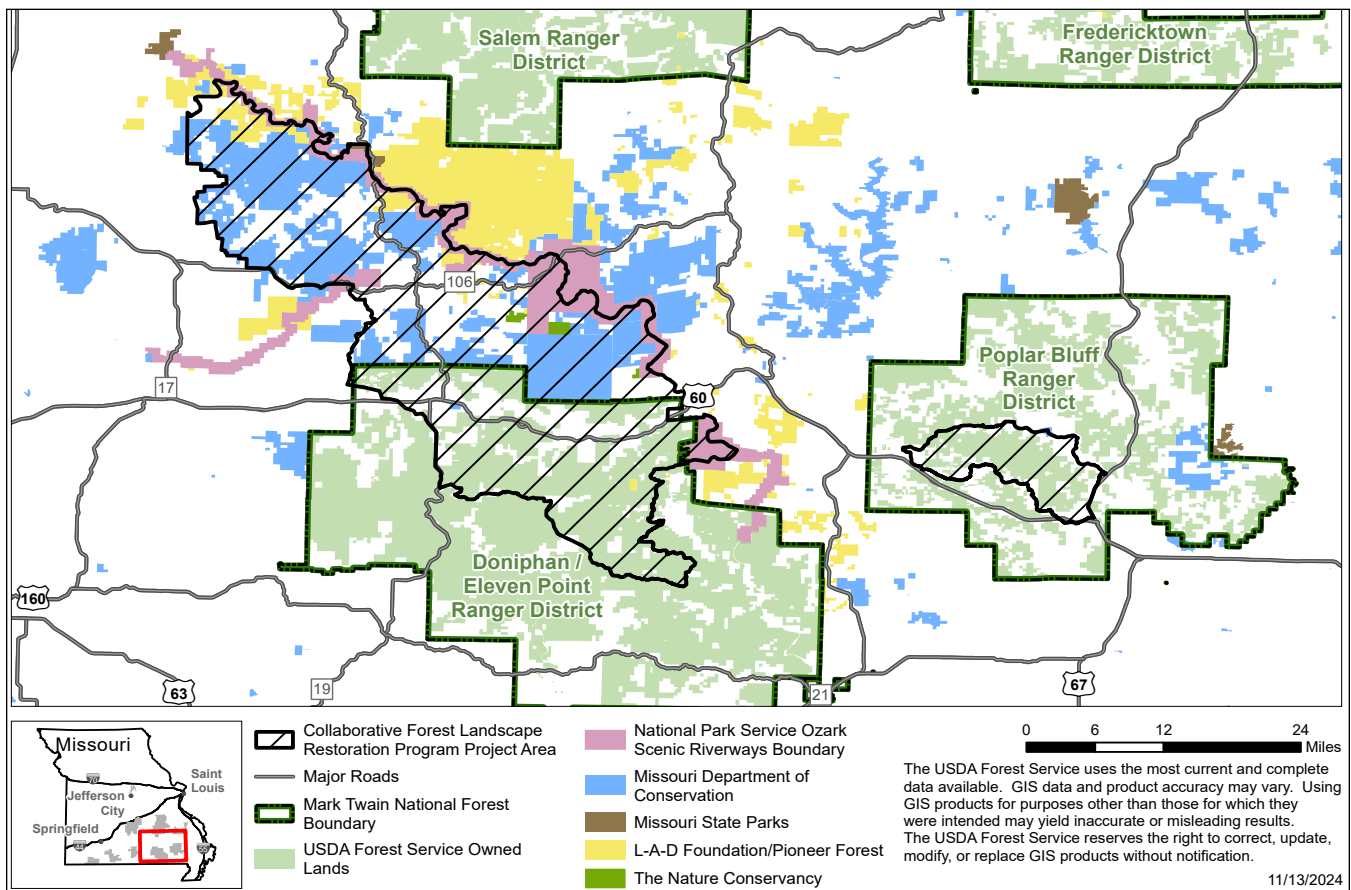 Salem Ranger
District
Fredericktown
Ranger District
106
17
60
Poplar Bluff
Ranger
District
Doniphan /
Eleven Point
Ranger District
160
63
19
21
67
Missouri
70
Saint
Louis
Jefferson
City
Springfield
44
55
Collaborative Forest Landscape
Restoration Program Project Area
Major Roads
Mark Twain National Forest
Boundary
USDA Forest Service Owned
Lands
National Park Service Ozark
Scenic Riverways Boundary
Missouri Department of
Conservation
Missouri State Parks
L-A-D Foundation/Pioneer Forest
The Nature Conservancy
0 6 12 24
Miles
The USDA Forest Service uses the most current and complete
data available. GIS data and product accuracy may vary. Using
GIS products for purposes other than those for which they
were intended may yield inaccurate or misleading results.
The USDA Forest Service reserves the right to correct, update,
modify, or replace GIS products without notification.
11/13/2024